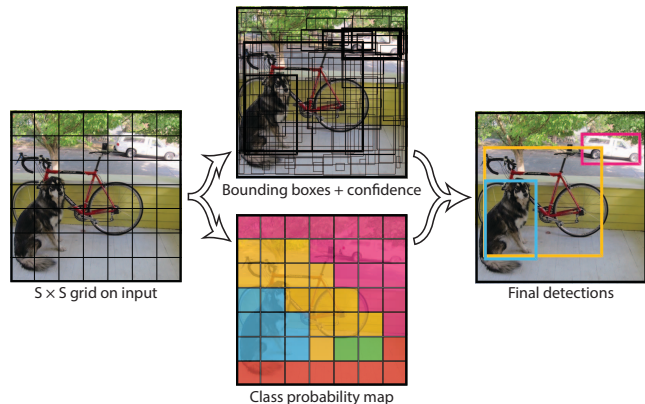 S × S grid on input
Bounding boxes + confidence
Class probability map
Final detections